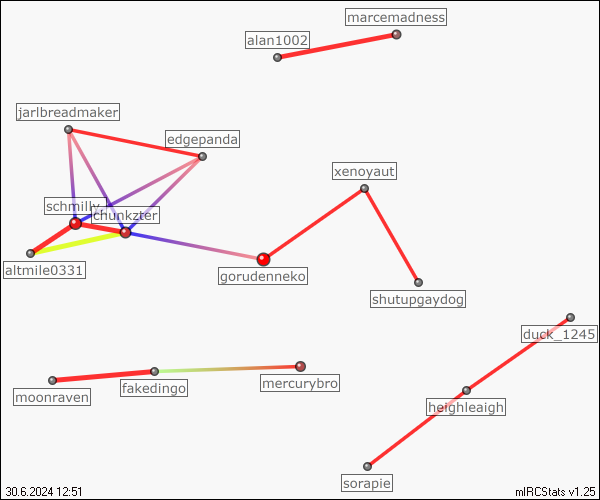 marcemadness
alan1002
jarlbreadmaker
edgepanda
xenoyaut
schmilly
chunkzter
altmile0331
gorudenneko
shutupgaydog
duck_1245
mercurybro
fakedingo
moonraven
heighleaigh
sorapie
30.6.2024 12:51
mIRCStats v1.25